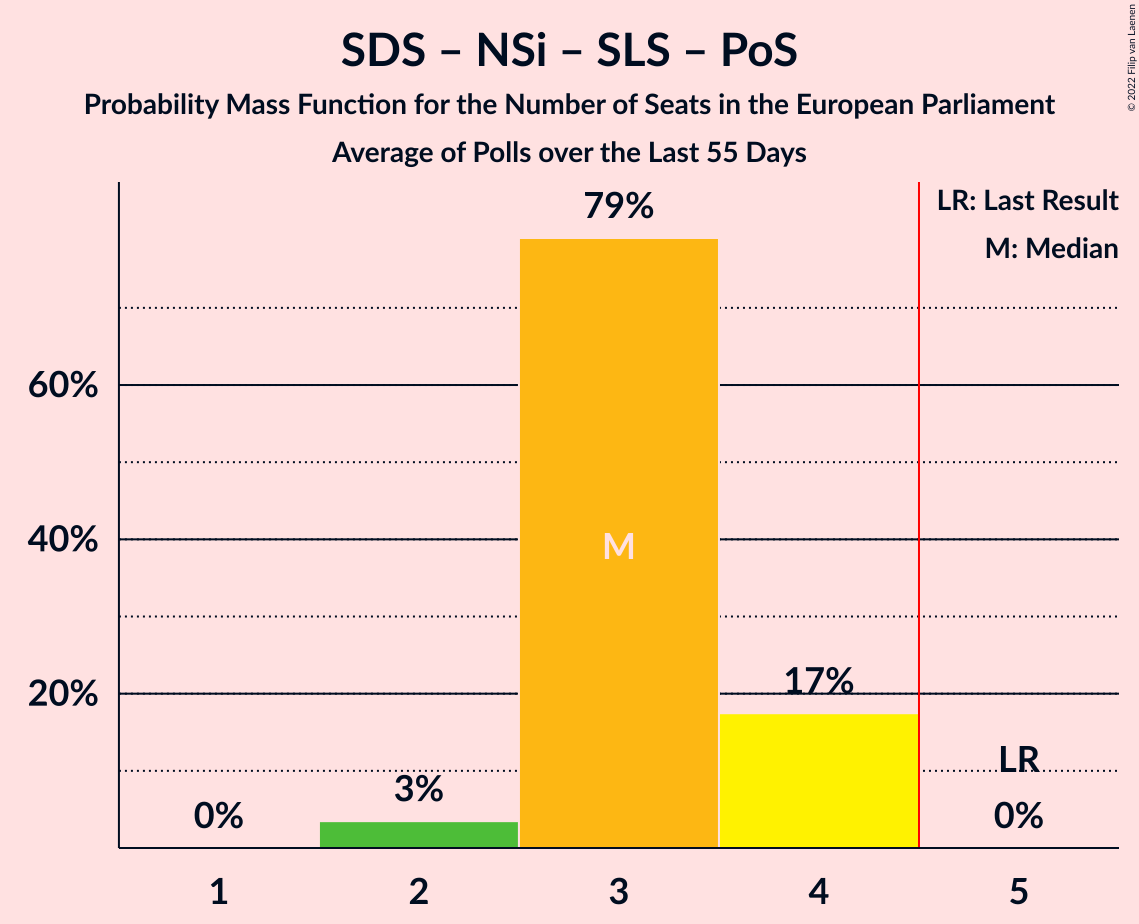 SDS – NSi – SLS – PoS
Probability Mass Function for the Number of Seats in the European Parliament
Average of Polls over the Last 55 Days
© 2022 Filip van Laenen
LR: Last Result
M: Median
79%
60%
40%
M
20%
17%
LR
3%
0%
0%
1 2 3 4 5